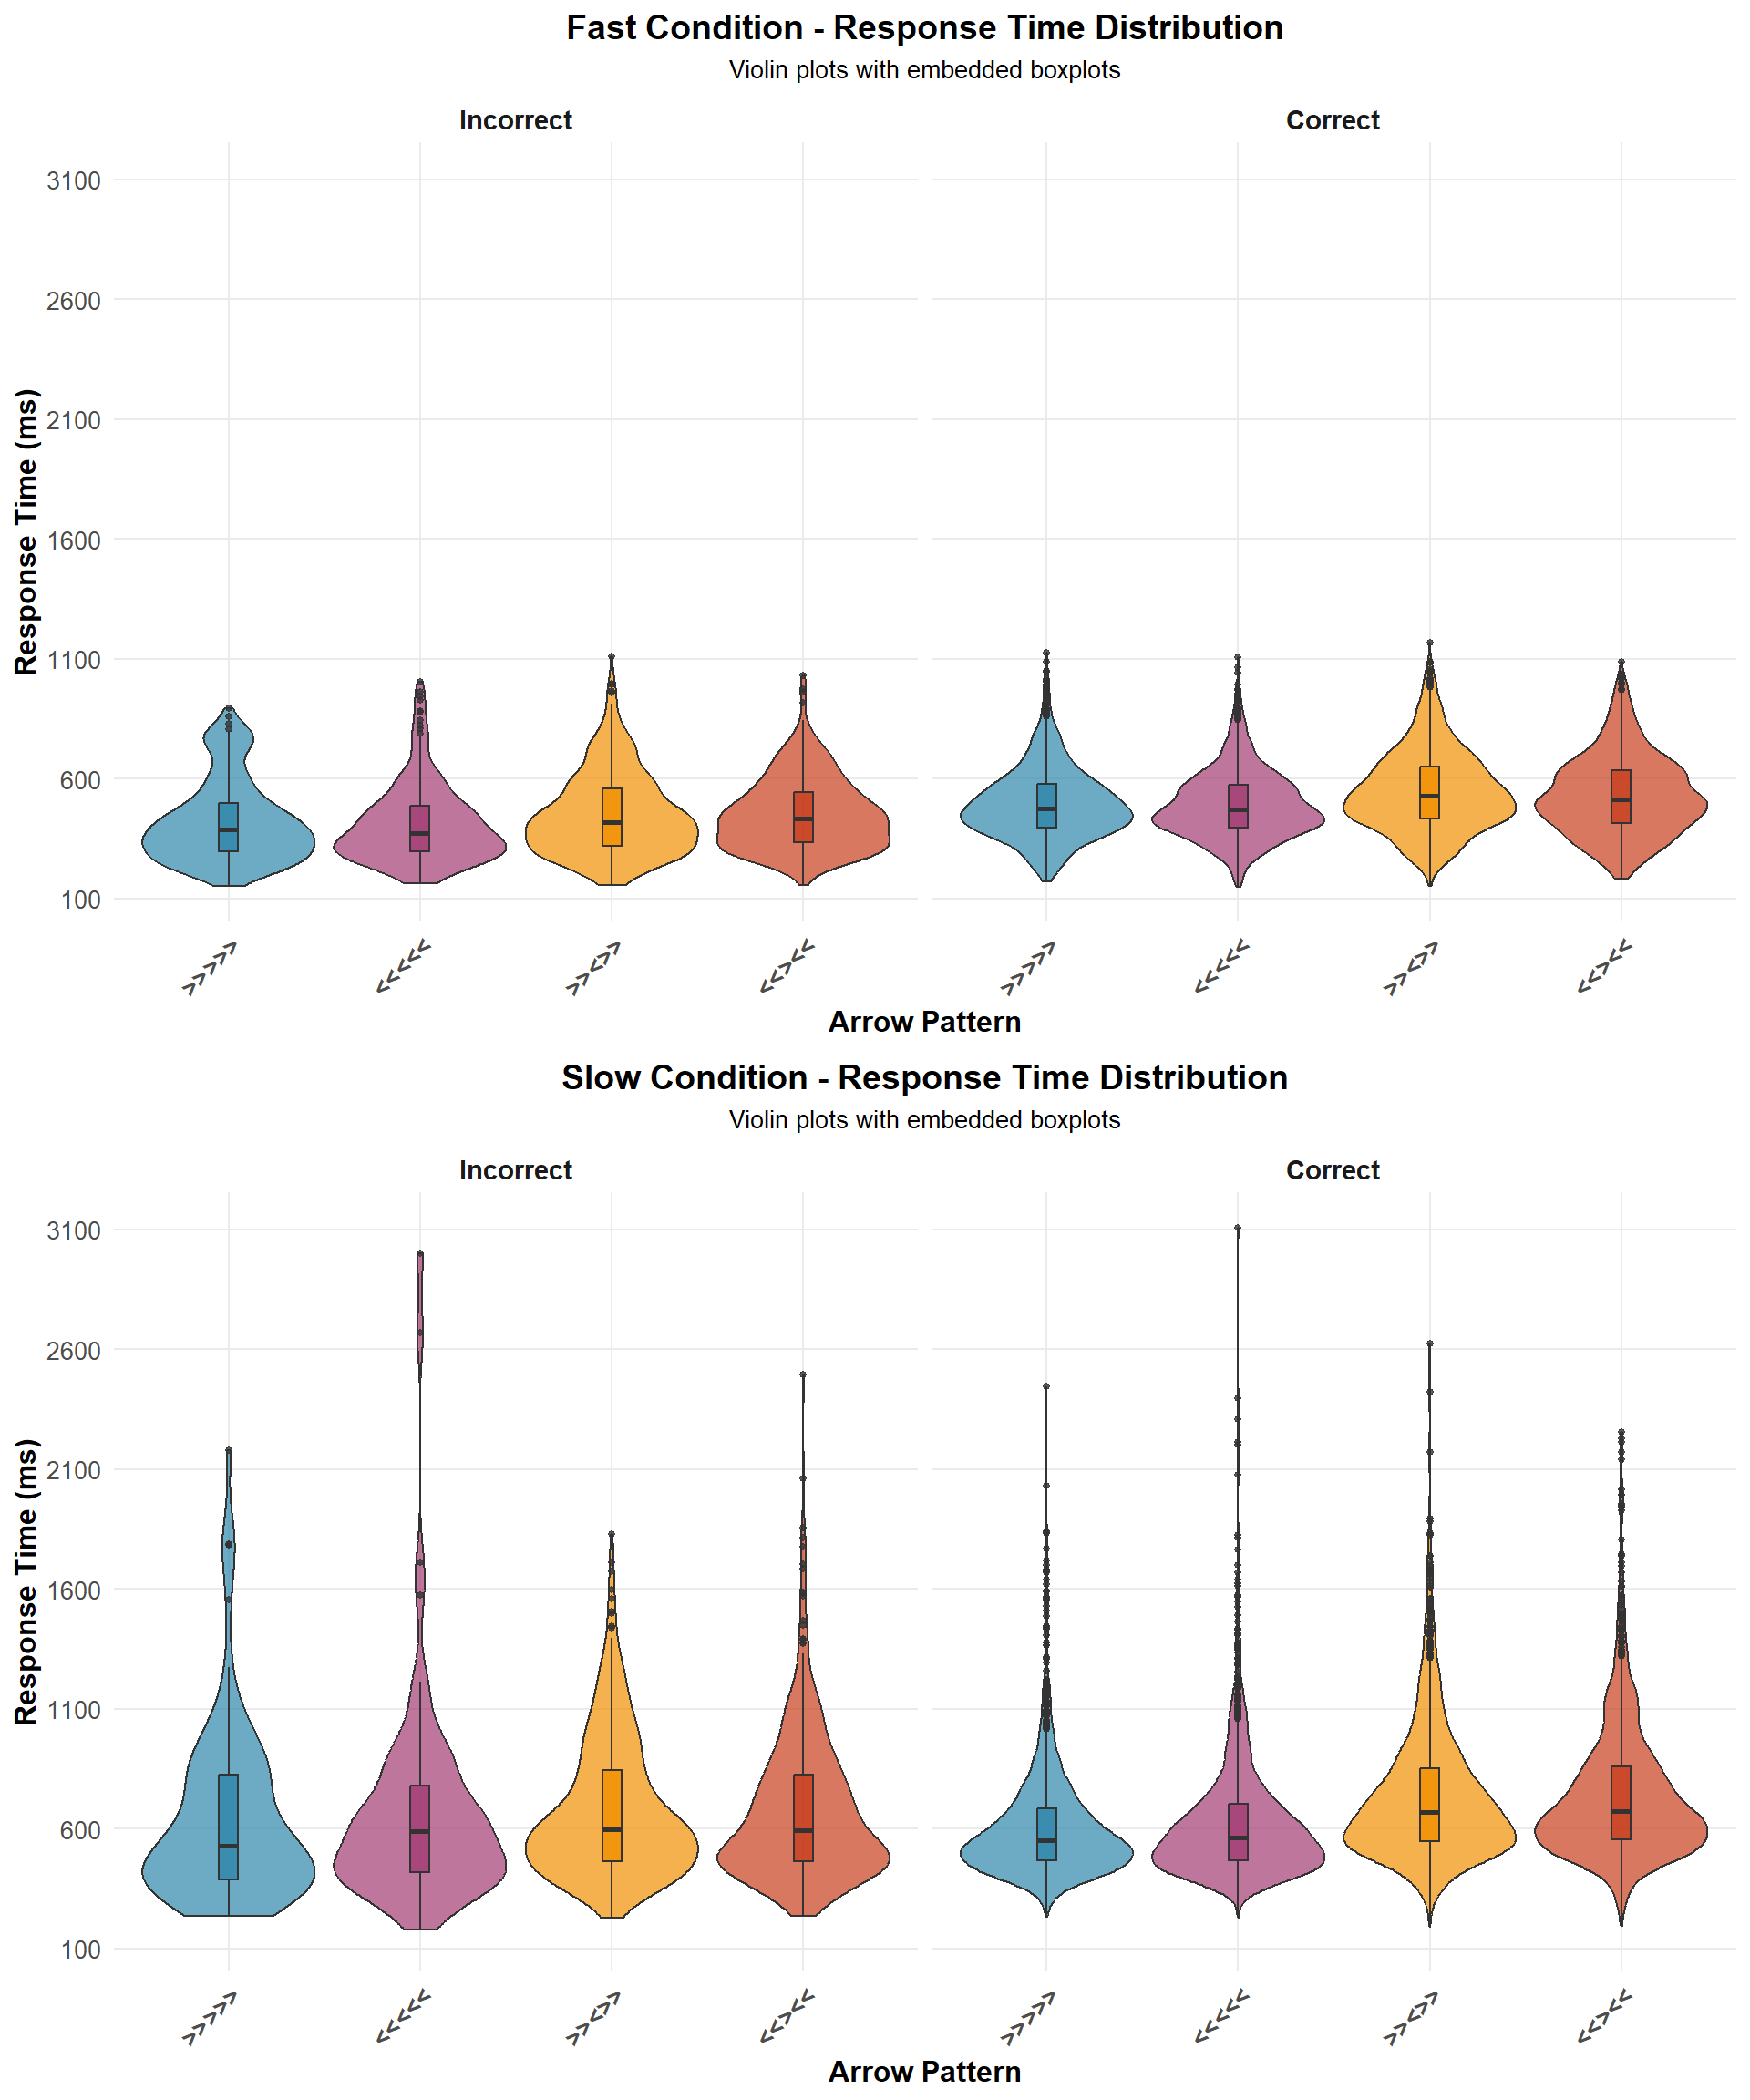 Fast Condition - Response Time Distribution
Violin plots with embedded boxplots
Incorrect Correct
Response Time (ms)
3100
2600
2100
1600
1100
600
100
>>>>> <<<<< >><>> <<><< >>>>> <<<<< >><>> <<><<
Arrow Pattern
Slow Condition - Response Time Distribution
Violin plots with embedded boxplots
Incorrect Correct
Response Time (ms)
3100
2600
2100
1600
1100
600
100
>>>>> <<<<< >><>> <<><< >>>>> <<<<< >><>> <<><<
Arrow Pattern